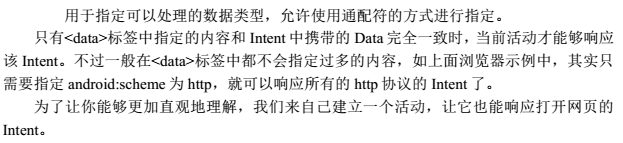 用于指定可以处理的数据类型，允许使用通配符的方式进行指定。
只有<data>标签中指定的内容和 Intent 中携带的 Data 完全一致时，当前活动才能够响应
该 Intent。不过一般在<data>标签中都不会指定过多的内容，如上面浏览器示例中，其实只
需要指定 android:scheme 为 http，就可以响应所有的 http 协议的 Intent 了。
为了让你能够更加直观地理解，我们来自己建立一个活动，让它也能响应打开网页的
Intent。